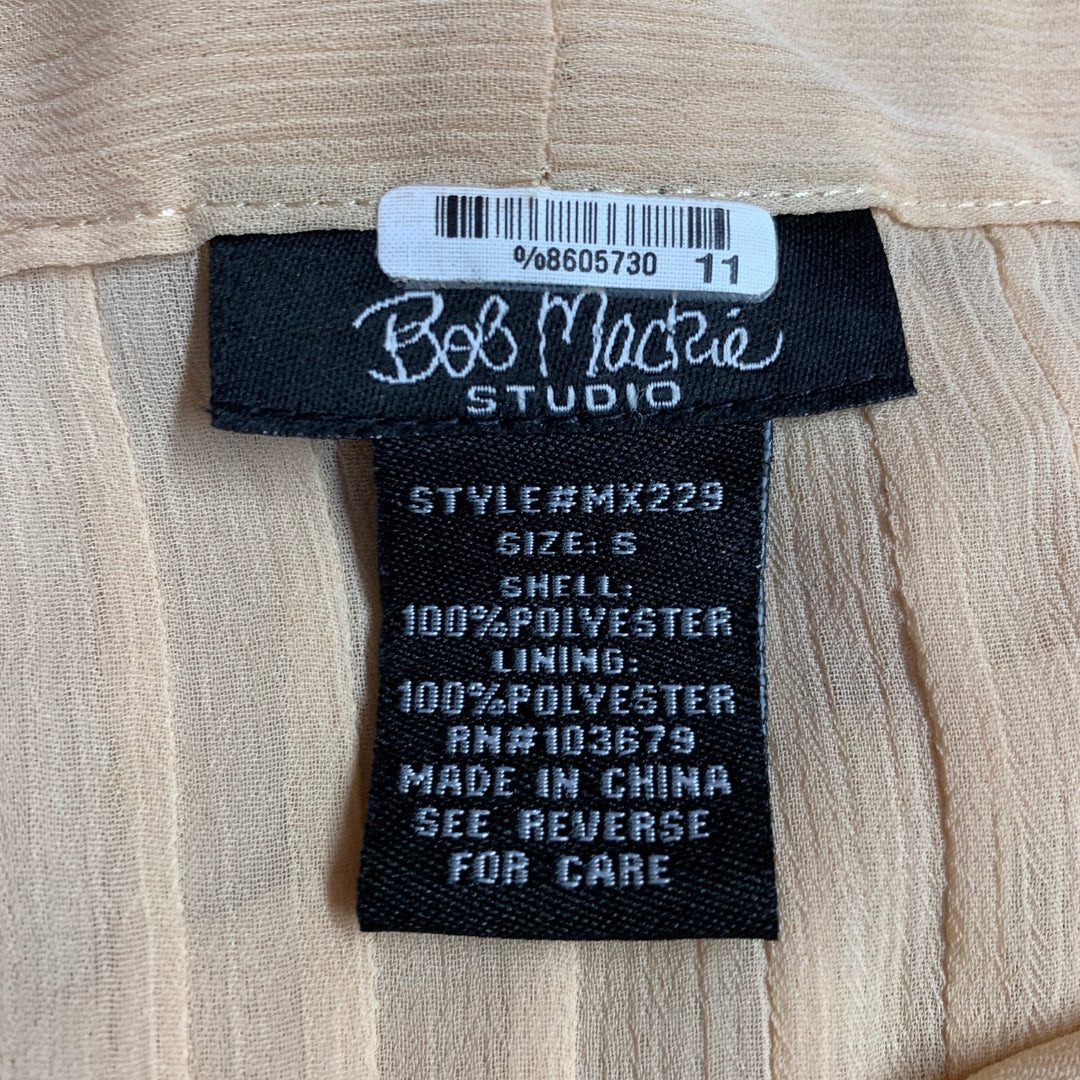 %8605730 11
Bob Mackie
STUDIO
STYLE#MX229
SIZE: S
SHELL:
100%POLYESTER
LINING:
100%POLYESTER
RN#103679
MADE IN CHINA
SEE REVERSE
FOR CARE